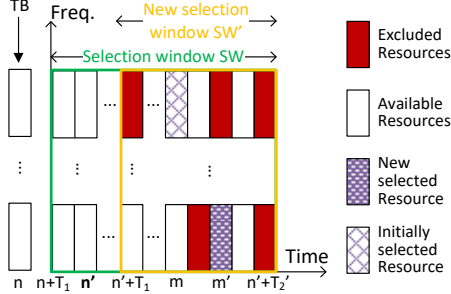 TB
Freq.
New selection
window SW'
Selection window SW
... ...
... ...
⋮ ⋮ ⋮ ⋮
... ...
Time
n n+T₁ n' n'+T₁ m m' n'+T₂'
Excluded
Resources
Available
Resources
New
selected
Resource
Initially
selected
Resource